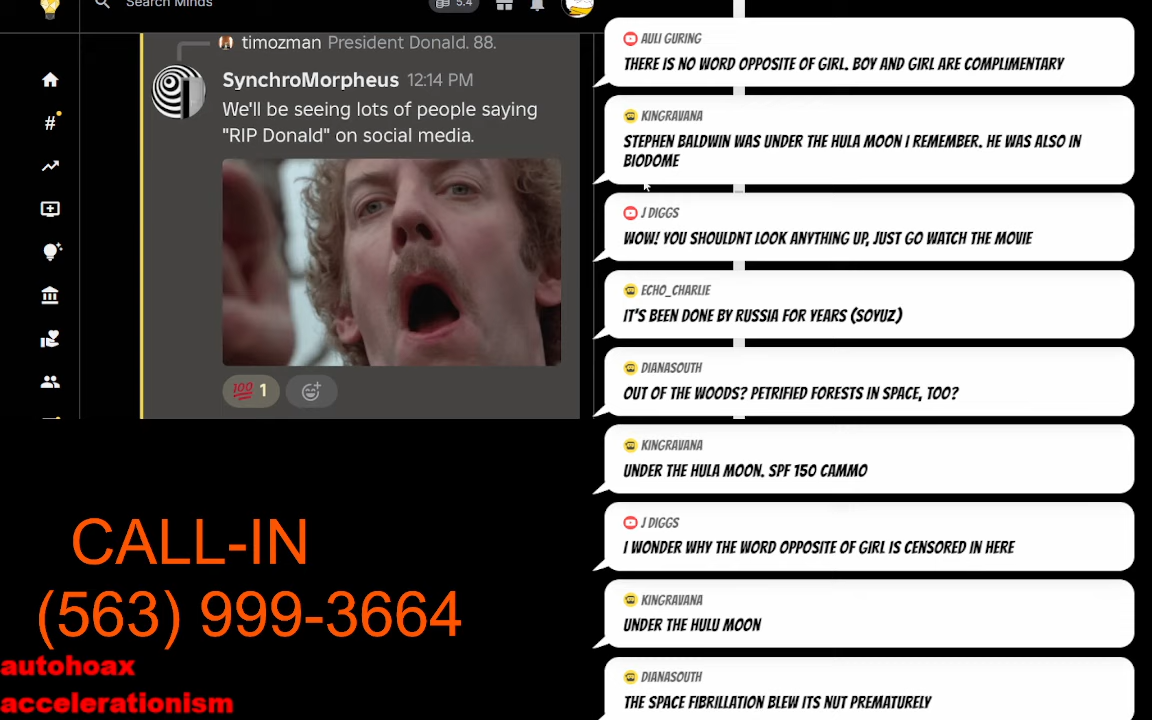 Search Minds
5.4
timozman President Donald. 88.
SynchroMorpheus 12:14 PM
We'll be seeing lots of people saying
"RIP Donald" on social media.
100 1
CALL-IN
(563) 999-3664
autohoax
accelerationism
AULI GURING
THERE IS NO WORD OPPOSITE OF GIRL. BOY AND GIRL ARE COMPLIMENTARY
KINGRAVANA
STEPHEN BALDWIN WAS UNDER THE HULA MOON I REMEMBER. HE WAS ALSO IN
BIODOME
J DIGGS
WOW! YOU SHOULDNT LOOK ANYTHING UP, JUST GO WATCH THE MOVIE
ECHO_CHARLIE
IT'S BEEN DONE BY RUSSIA FOR YEARS (SOYUZ)
DIANASOUTH
OUT OF THE WOODS? PETRIFIED FORESTS IN SPACE, TOO?
KINGRAVANA
UNDER THE HULA MOON. SPF 150 CAMMO
J DIGGS
I WONDER WHY THE WORD OPPOSITE OF GIRL IS CENSORED IN HERE
KINGRAVANA
UNDER THE HULU MOON
DIANASOUTH
THE SPACE FIBRILLATION BLEW ITS NUT PREMATURELY